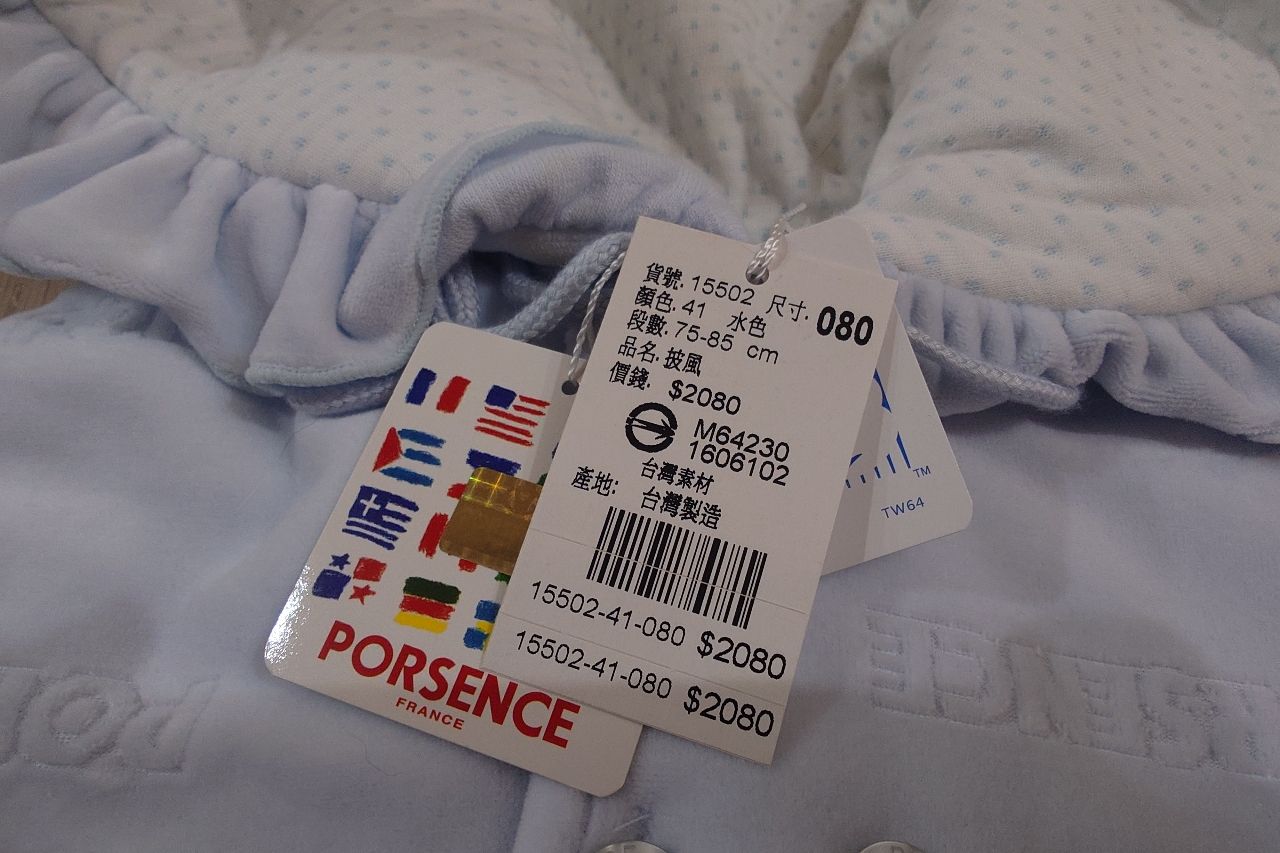 貨號. 15502 尺寸. 080
顏色. 41 水色
段數. 75-85 cm
品名. 披風
價錢. $2080
M64230
1606102
台灣素材
產地: 台灣製造
15502-41-080 $2080
15502-41-080 $2080
PORSENCE
FRANCE
TM
TW64